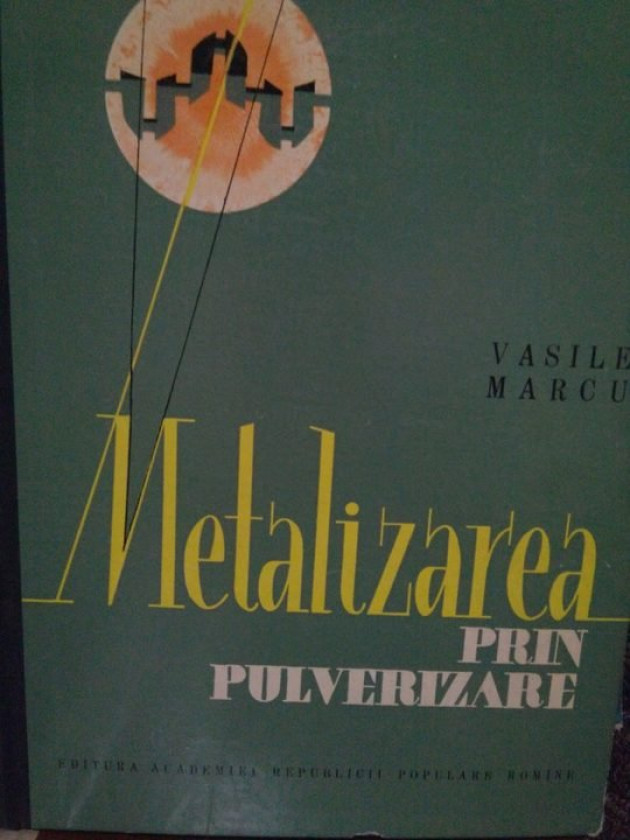 VASILE
MARCU
Metalizarea
PRIN
PULVERIZARE
EDITURA ACADEMIEI REPUBLICII POPULARE ROMÎNE